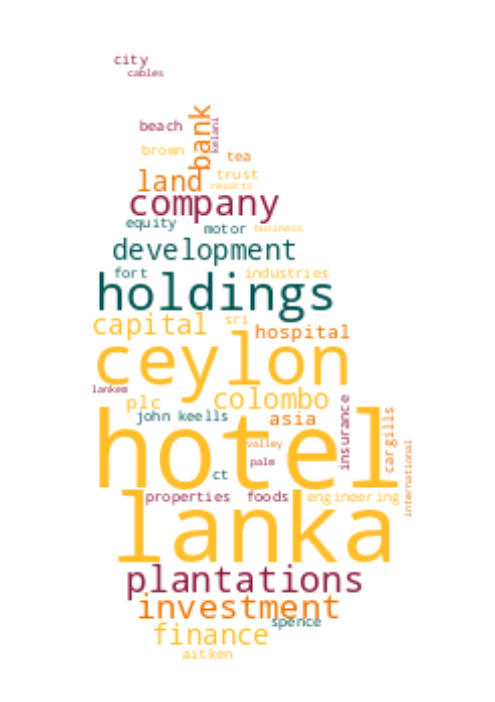 city
cables
bank
kelani
beach
brown
tea
land
trust
resorts
company
equity
motor
business
development
fort
industries
holdings
capital
sri
hospital
ceylon
lankem
plc
colombo
insurance
cargills
john keells
asia
hotel
valley
palm
international
ct
properties
foods
engineering
lanka
plantations
investment
spence
finance
aitken